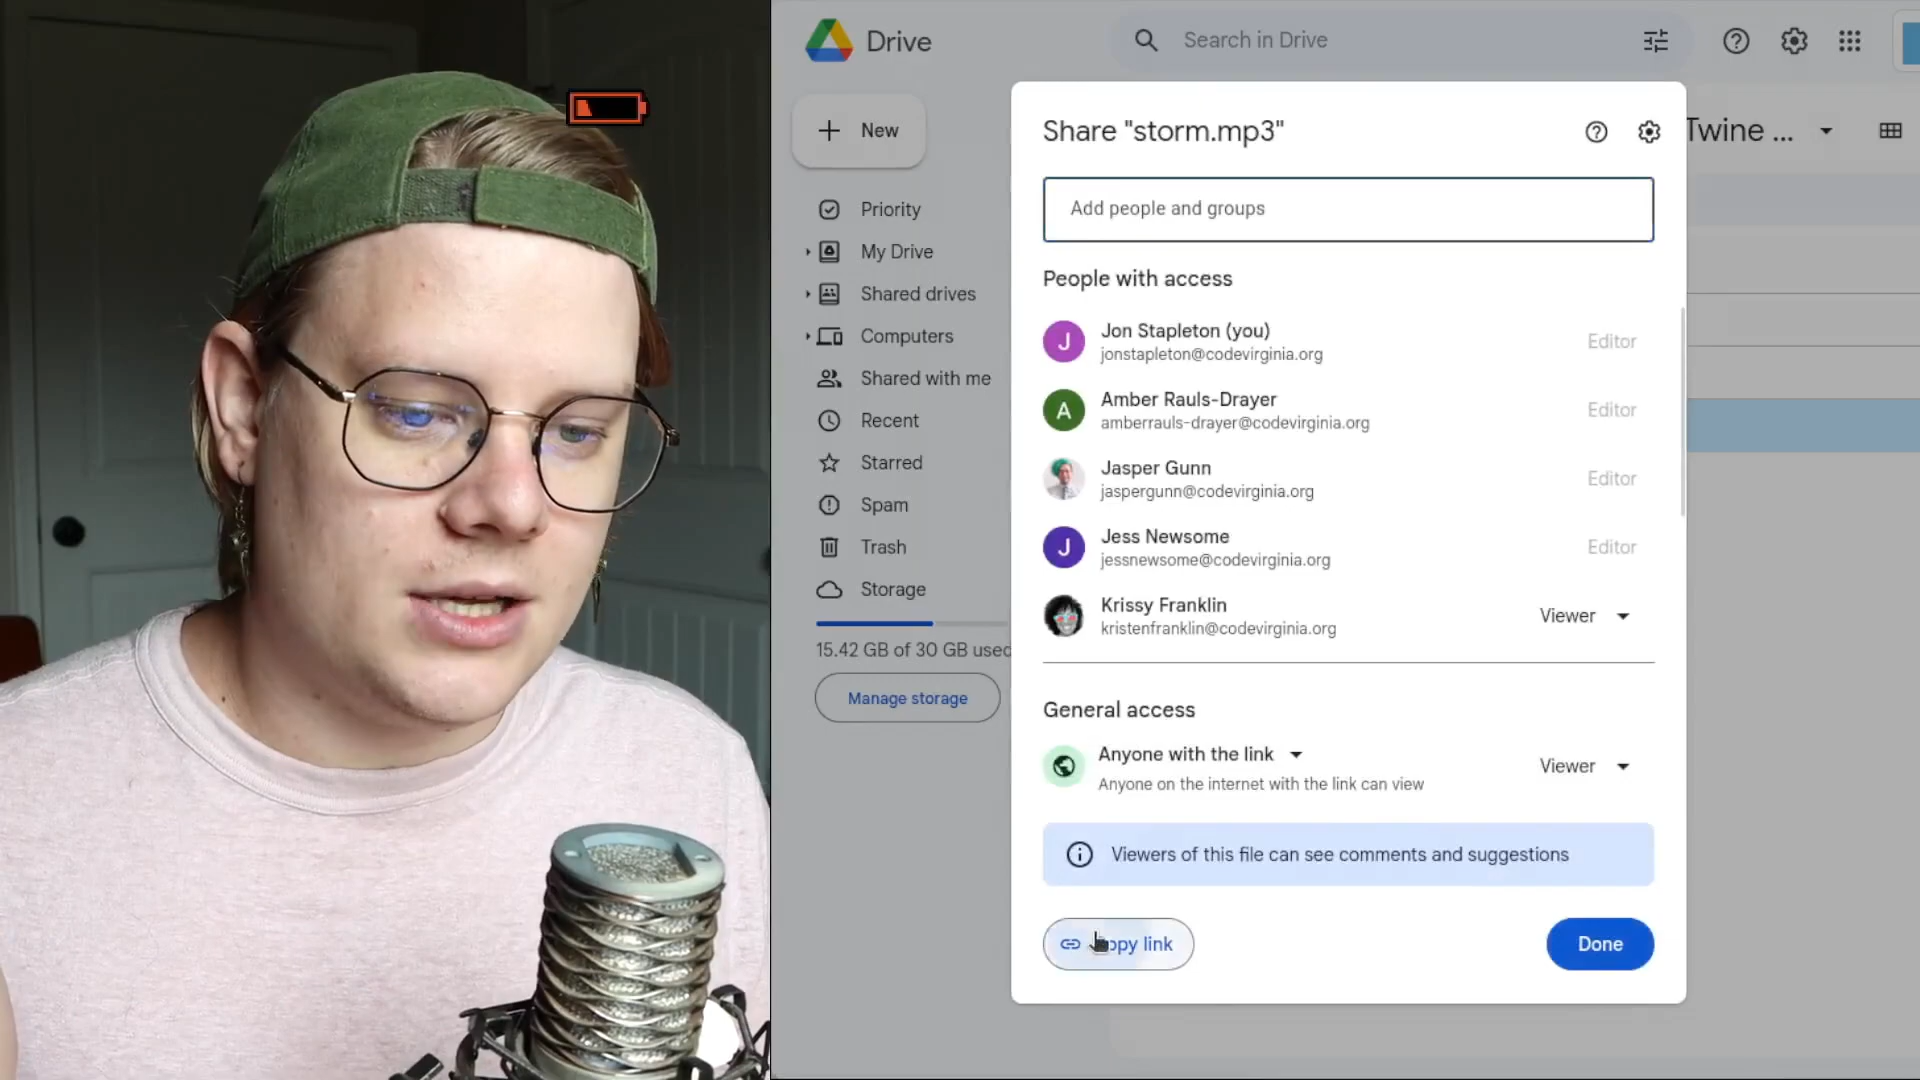 Drive
Search in Drive
New
Priority
My Drive
Shared drives
Computers
Shared with me
Recent
Starred
Spam
Trash
Storage
15.42 GB of 30 GB used
Manage storage
Share "storm.mp3"
Add people and groups
People with access
J
Jon Stapleton (you)
jonstapleton@codevirginia.org
Editor
A
Amber Rauls-Drayer
amberrauls-drayer@codevirginia.org
Editor
Jasper Gunn
jaspergunn@codevirginia.org
Editor
J
Jess Newsome
jessnewsome@codevirginia.org
Editor
Krissy Franklin
kristenfranklin@codevirginia.org
Viewer
General access
Anyone with the link
Anyone on the internet with the link can view
Viewer
Viewers of this file can see comments and suggestions
opy link
Done
Twine ...